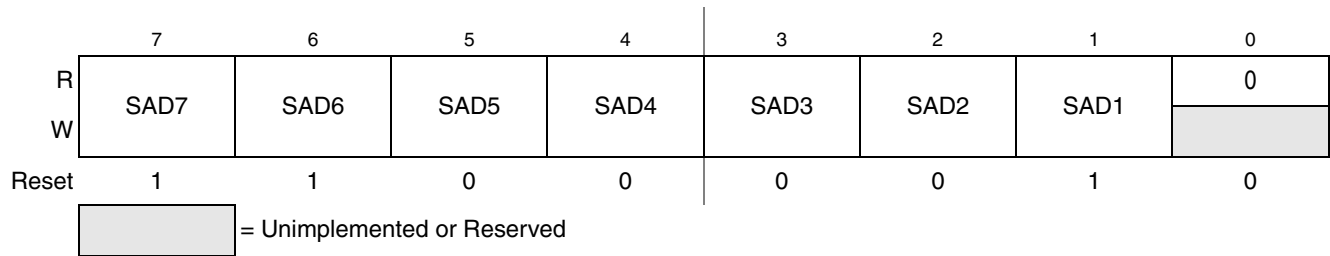 7 6 5 4 3 2 1 0
R SAD7 SAD6 SAD5 SAD4 SAD3 SAD2 SAD1 0
W
Reset 1 1 0 0 0 0 1 0
= Unimplemented or Reserved